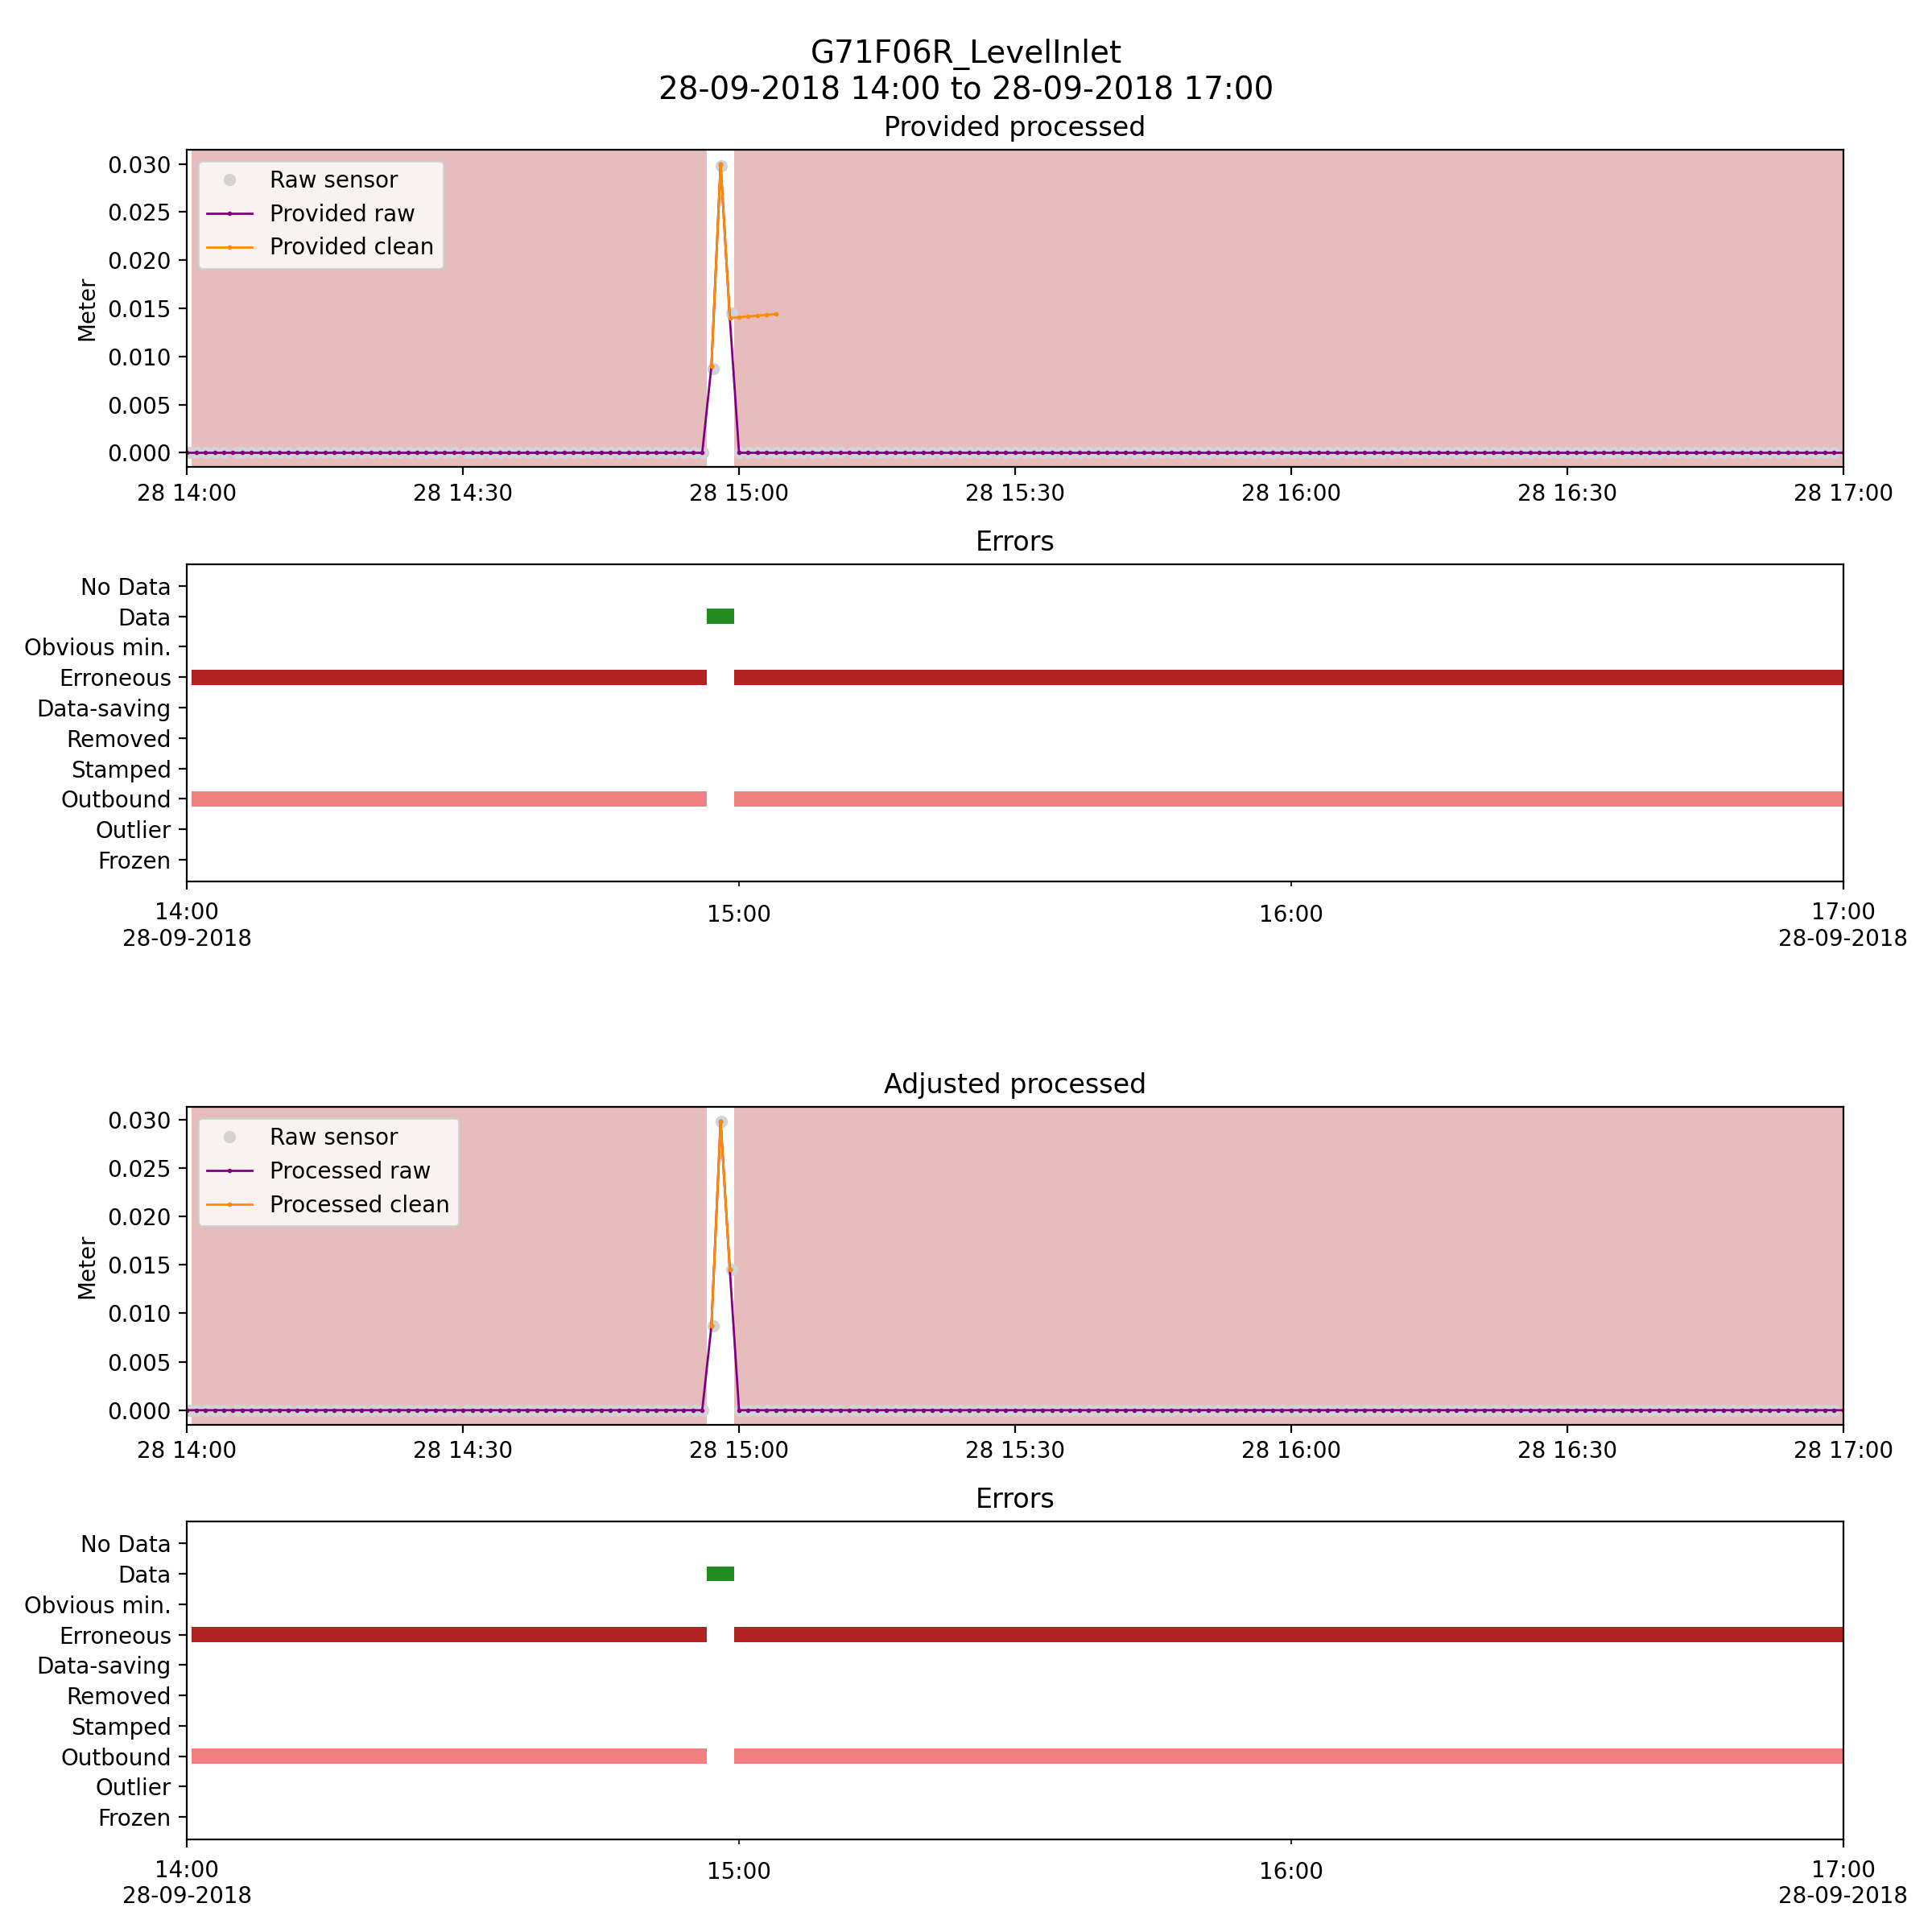 G71F06R_LevelInlet
28-09-2018 14:00 to 28-09-2018 17:00
Provided processed
Meter
0.030
0.025
0.020
0.015
0.010
0.005
0.000
Raw sensor
Provided raw
Provided clean
28 14:00 28 14:30 28 15:00 28 15:30 28 16:00 28 16:30 28 17:00
Errors
No Data
Data
Obvious min.
Erroneous
Data-saving
Removed
Stamped
Outbound
Outlier
Frozen
14:00 15:00 16:00 17:00
28-09-2018 28-09-2018
Adjusted processed
Meter
0.030
0.025
0.020
0.015
0.010
0.005
0.000
Raw sensor
Processed raw
Processed clean
28 14:00 28 14:30 28 15:00 28 15:30 28 16:00 28 16:30 28 17:00
Errors
No Data
Data
Obvious min.
Erroneous
Data-saving
Removed
Stamped
Outbound
Outlier
Frozen
14:00 15:00 16:00 17:00
28-09-2018 28-09-2018